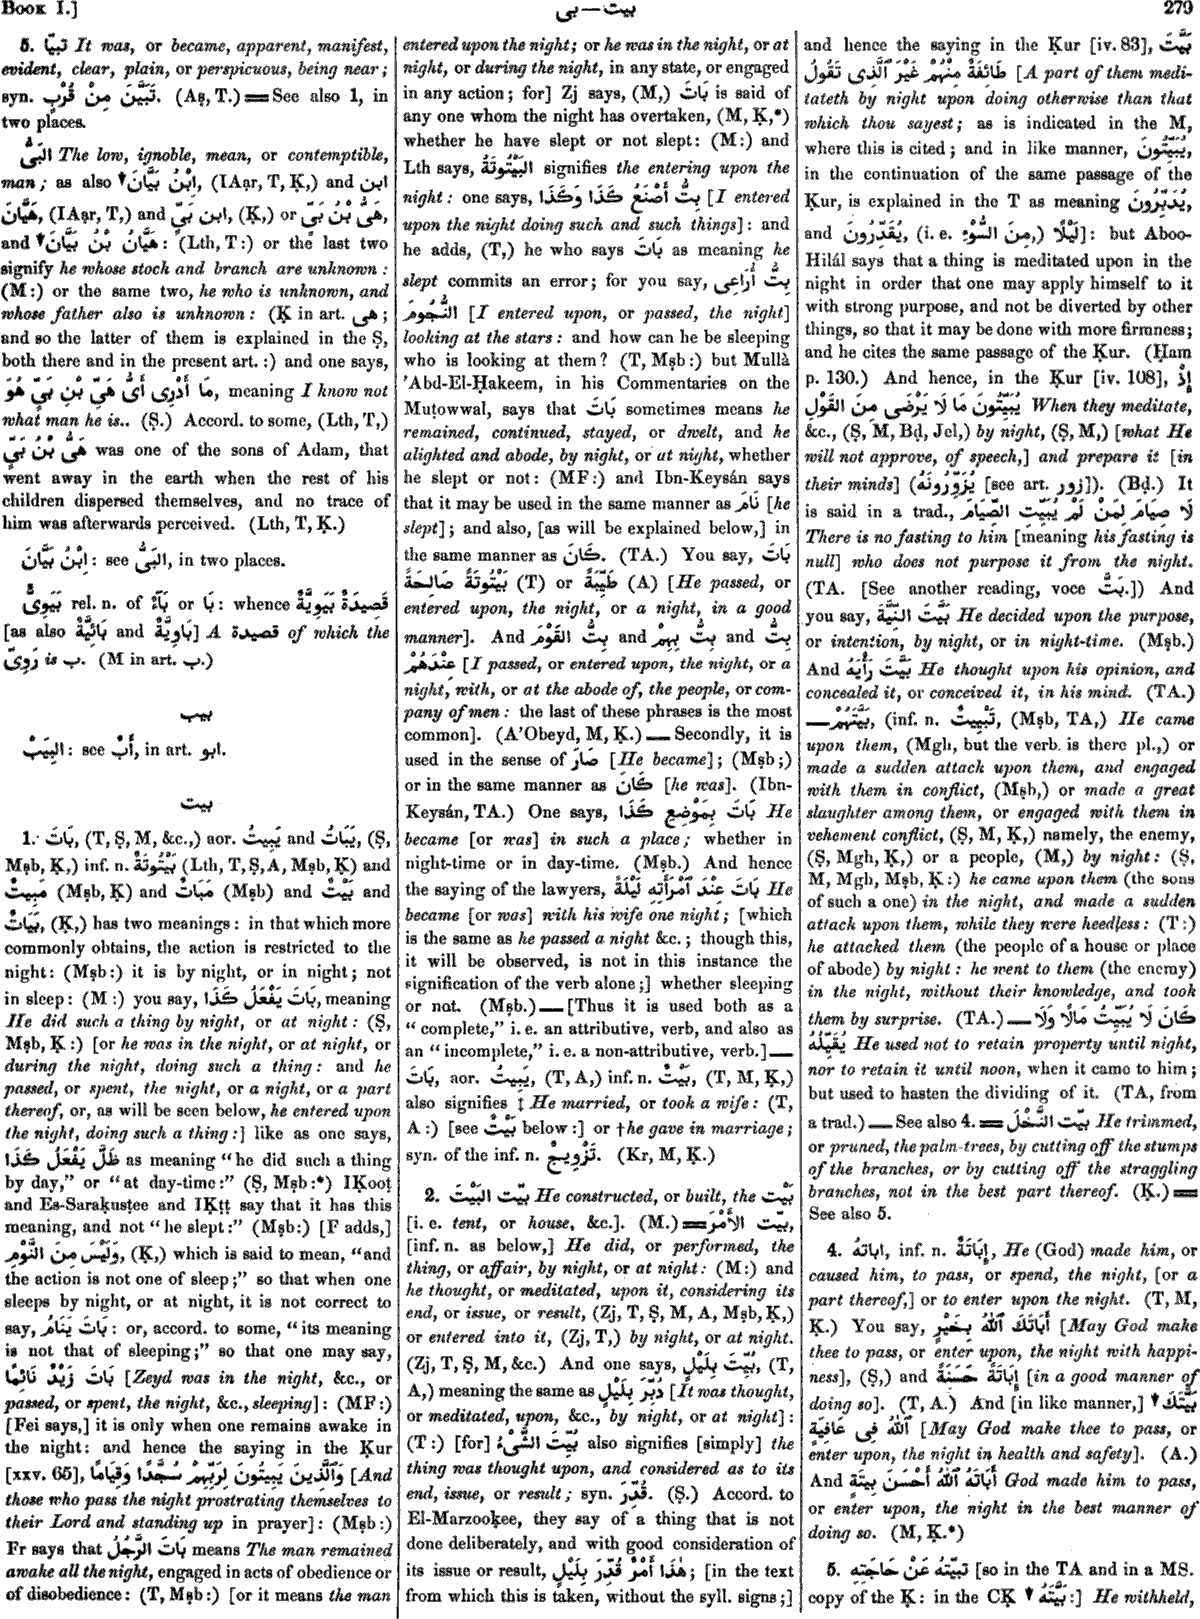 Book I.]
بيت—بى
279
5. تبيّا It was, or became, apparent, manifest,
evident, clear, plain, or perspicuous, being near;
syn. تَبَيَّنَ مِنْ قُرْبٍ. (Aṣ, T.) ═ See also 1, in
two places.
البَىُّ The low, ignoble, mean, or contemptible,
man; as also ↓ ابْنُ بَيَّانَ, (IAạr, T, Ḳ,) and ابن
هَيَّانَ, (IAạr, T,) and ابن بَىٍّ, (Ḳ,) or هَىُّ بْنُ بَىٍّ,
and ↓ هَيَّانُ بْنُ بَيَّانَ: (Lth, T:) or the last two
signify he whose stock and branch are unknown:
(M:) or the same two, he who is unknown, and
whose father also is unknown: (Ḳ in art. هى;
and so the latter of them is explained in the Ṣ,
both there and in the present art.:) and one says,
مَا أَدْرِى أَىُّ هَىِّ بْنِ بَىٍّ هُوَ, meaning I know not
what man he is.. (Ṣ.) Accord. to some, (Lth, T,)
هَىُّ بْنُ بَىٍّ was one of the sons of Adam, that
went away in the earth when the rest of his
children dispersed themselves, and no trace of
him was afterwards perceived. (Lth, T, Ḳ.)
ابْنُ بَيَّانَ: see البَىُّ, in two places.
بَيَوِىٌّ rel. n. of بَآءٌ or بَا: whence قَصِيدَةٌ بَيَوِيَّةٌ
[as also بَائِيَّةٌ and بَاوِيَّةٌ] A قصيدة of which the
رَوِىّ is ب. (M in art. ب.)
بيب
البِيَبْ: see أَبْ, in art. ابو.
بيت
1. بَاتَ, (T, Ṣ, M, &c.,) aor. يَبِيتُ and يَبَاتُ, (Ṣ,
Mṣb, Ḳ,) inf. n. بَيْتُوتَةٌ (Lth, T, Ṣ, A, Mṣb, Ḳ) and
مَبِيتٌ (Mṣb, Ḳ) and مَبَاتٌ (Mṣb) and بَيْتٌ and
بَيَاتٌ, (Ḳ,) has two meanings: in that which more
commonly obtains, the action is restricted to the
night: (Mṣb:) it is by night, or in night; not
in sleep: (M:) you say, بَاتَ يَفْعَلُ كَذَا, meaning
He did such a thing by night, or at night: (Ṣ,
Mṣb, Ḳ:) [or he was in the night, or at night, or
during the night, doing such a thing: and he
passed, or spent, the night, or a night, or a part
thereof, or, as will be seen below, he entered upon
the night, doing such a thing:] like as one says,
ظَلَّ يَفْعَلُ كَذَا as meaning "he did such a thing
by day," or "at day-time:" (Ṣ, Mṣb:*) IḲooṭ
and Es-Saraḳusṭee and IḲṭṭ say that it has this
meaning, and not "he slept:" (Mṣb:) [F adds,]
وَلَيْسَ مِنَ النَّوْمِ, (Ḳ,) which is said to mean, "and
the action is not one of sleep;" so that when one
sleeps by night, or at night, it is not correct to
say, بَاتَ يَنَامُ: or, accord. to some, "its meaning
is not that of sleeping;" so that one may say,
بَاتَ زَيْدٌ نَائِمًا [Zeyd was in the night, &c., or
passed, or spent, the night, &c., sleeping]: (MF:)
[Fei says,] it is only when one remains awake in
the night: and hence the saying in the Ḳur
[xxv. 65], وَٱلَّذِينَ يَبِيتُونَ لِرَبِّهِمْ سُجَّدًا وَقِيَامًا [And
those who pass the night prostrating themselves to
their Lord and standing up in prayer]: (Mṣb:)
Fr says that بَاتَ الرَّجُلُ means The man remained
awake all the night, engaged in acts of obedience or
of disobedience: (T, Mṣb:) [or it means the man
entered upon the night; or he was in the night, or at
night, or during the night, in any state, or engaged
in any action; for] Zj says, (M,) بَاتَ is said of
any one whom the night has overtaken, (M, Ḳ,*)
whether he have slept or not slept: (M:) and
Lth says, البَيْتُوتَةُ signifies the entering upon the
night: one says, بِتُّ أَصْنَعُ كَذَا وَكَذَا [I entered
upon the night doing such and such things]: and
he adds, (T,) he who says بَاتَ as meaning he
slept commits an error; for you say, بِتُّ أُرَاعِى
النُّجُومَ [I entered upon, or passed, the night]
looking at the stars: and how can he be sleeping
who is looking at them? (T, Mṣb:) but Mullà
'Abd-El-Ḥakeem, in his Commentaries on the
Muṭowwal, says that بَاتَ sometimes means he
remained, continued, stayed, or dwelt, and he
alighted and abode, by night, or at night, whether
he slept or not: (MF:) and Ibn-Keysán says
that it may be used in the same manner as نَامَ [he
slept]; and also, [as will be explained below,] in
the same manner as كَانَ. (TA.) You say, بَاتَ
بَيْتُوتَةً صَالِحَةً (T) or طَيِّبَةً (A) [He passed, or
entered upon, the night, or a night, in a good
manner]. And بِتُّ القَوْمَ and بِتُّ بِهِمْ and بِتُّ
عِنْدَهُمْ [I passed, or entered upon, the night, or a
night, with, or at the abode of, the people, or com-
pany of men: the last of these phrases is the most
common]. (A'Obeyd, M, Ḳ.) — Secondly, it is
used in the sense of صَارَ [He became]; (Mṣb;)
or in the same manner as كَانَ [he was]. (Ibn-
Keysán, TA.) One says, بَاتَ بِمَوْضِعِ كَذَا He
became [or was] in such a place; whether in
night-time or in day-time. (Mṣb.) And hence
the saying of the lawyers, بَاتَ عِنْدَ ٱمْرَأَتِهِ لَيْلَةً He
became [or was] with his wife one night; [which
is the same as he passed a night &c.; though this,
it will be observed, is not in this instance the
signification of the verb alone;] whether sleeping
or not. (Mṣb.) — [Thus it is used both as a
"complete," i. e. an attributive, verb, and also as
an "incomplete," i. e. a non-attributive, verb.] —
بَاتَ, aor. يَبِيتُ, (T, A,) inf. n. بَيْتٌ, (T, M, Ḳ,)
also signifies ‡ He married, or took a wife: (T,
A:) [see بَيْتٌ below:] or †he gave in marriage;
syn. of the inf. n. تَزْوِيجٌ. (Kr, M, Ḳ.)
2. بيّت البَيْتَ He constructed, or built, the بَيْت
[i. e. tent, or house, &c.]. (M.) ═ بيّت الأَمْرَ,
[inf. n. as below,] He did, or performed, the
thing, or affair, by night, or at night: (M:) and
he thought, or meditated, upon it, considering its
end, or issue, or result, (Zj, T, Ṣ, M, A, Mṣb, Ḳ,)
or entered into it, (Zj, T,) by night, or at night.
(Zj, T, Ṣ, M, &c.) And one says, بُيِّتَ بِلَيْلٍ, (T,
A,) meaning the same as دُبِّرَ بِلَيْلٍ [It was thought,
or meditated, upon, &c., by night, or at night]:
(T:) [for] بُيِّتَ الشَّىْءُ also signifies [simply] the
thing was thought upon, and considered as to its
end, issue, or result; syn. قُدِّرَ. (Ṣ.) Accord. to
El-Marzooḳee, they say of a thing that is not
done deliberately, and with good consideration of
its issue or result, هٰذَا أَمْرٌ قُدِّرَ بِلَيْلٍ; [in the text
from which this is taken, without the syll. signs;]
and hence the saying in the Ḳur [iv. 83], بَيَّتَ
طَائِفَةٌ مِنْهُمْ غَيْرَ ٱلَّذِى تَقُولُ [A part of them medi-
tateth by night upon doing otherwise than that
which thou sayest; as is indicated in the M,
where this is cited; and in like manner, يُبَيِّتُونَ,
in the continuation of the same passage of the
Ḳur, is explained in the T as meaning يُدَبِّرُونَ,
and يُقَدِّرُونَ, (i. e. مِنَ السُّوْءِ,) لَيْلًا]: but Aboo-
Hilál says that a thing is meditated upon in the
night in order that one may apply himself to it
with strong purpose, and not be diverted by other
things, so that it may be done with more firmness;
and he cites the same passage of the Ḳur. (Ḥam
p. 130.) And hence, in the Ḳur [iv. 108], إِذْ
يُبَيِّتُونَ مَا لَا يَرْضَى مِنَ القَوْلِ When they meditate,
&c., (Ṣ, M, Bḍ, Jel,) by night, (Ṣ, M,) [what He
will not approve, of speech,] and prepare it [in
their minds] (يُزَوِّرُونَهُ [see art. زور]). (Bḍ.) It
is said in a trad., لَا صِيَامَ لِمَنْ لَمْ يُبَيِّتِ الصِّيَامَ
There is no fasting to him [meaning his fasting is
null] who does not purpose it from the night.
(TA. [See another reading, voce بَتَّ.]) And
you say, بَيَّتَ النِّيَّةَ He decided upon the purpose,
or intention, by night, or in night-time. (Mṣb.)
And بَيَّتَ رَأْيَهُ He thought upon his opinion, and
concealed it, or conceived it, in his mind. (TA.)
— بَيَّتَهُمْ, (inf. n. تَبْيِيتٌ, (Mṣb, TA,) He came
upon them, (Mgh, but the verb is there pl.,) or
made a sudden attack upon them, and engaged
with them in conflict, (Mṣb,) or made a great
slaughter among them, or engaged with them in
vehement conflict, (Ṣ, M, Ḳ,) namely, the enemy,
(Ṣ, Mgh, Ḳ,) or a people, (M,) by night: (Ṣ,
M, Mgh, Mṣb, Ḳ:) he came upon them (the sons
of such a one) in the night, and made a sudden
attack upon them, while they were heedless: (T:)
he attacked them (the people of a house or place
of abode) by night: he went to them (the enemy)
in the night, without their knowledge, and took
them by surprise. (TA.) — كَانَ لَا يُبَيِّتُ مَالًا وَلَا
يُقَيِّلُهُ He used not to retain property until night,
nor to retain it until noon, when it came to him;
but used to hasten the dividing of it. (TA, from
a trad.) — See also 4. ═ بيّت النَّخْلَ He trimmed,
or pruned, the palm-trees, by cutting off the stumps
of the branches, or by cutting off the straggling
branches, not in the best part thereof. (Ḳ.) ═
See also 5.
4. اباتهُ, inf. n. إِبَاتَةٌ, He (God) made him, or
caused him, to pass, or spend, the night, [or a
part thereof,] or to enter upon the night. (T, M,
Ḳ.) You say, أَبَاتَكَ ٱللّٰهُ بِخَيْرٍ [May God make
thee to pass, or enter upon, the night with happi-
ness], (Ṣ,) and إِبَاتَةً حَسَنَةً [in a good manner of
doing so]. (T, A.) And [in like manner,] ↓ بَيَّتَكَ
ٱللّٰهُ فِى عَافِيَةٍ [May God make thee to pass, or
enter upon, the night in health and safety]. (A.)
And أَبَاتَهُ ٱللّٰهُ أَحْسَنَ بِيتَةٍ God made him to pass,
or enter upon, the night in the best manner of
doing so. (M, Ḳ.*)
5. تبيّتهُ عَنْ حَاجَتِهِ [so in the TA and in a MS.
copy of the Ḳ: in the CḲ ↓ بَيَّتَهُ:] He withheld,